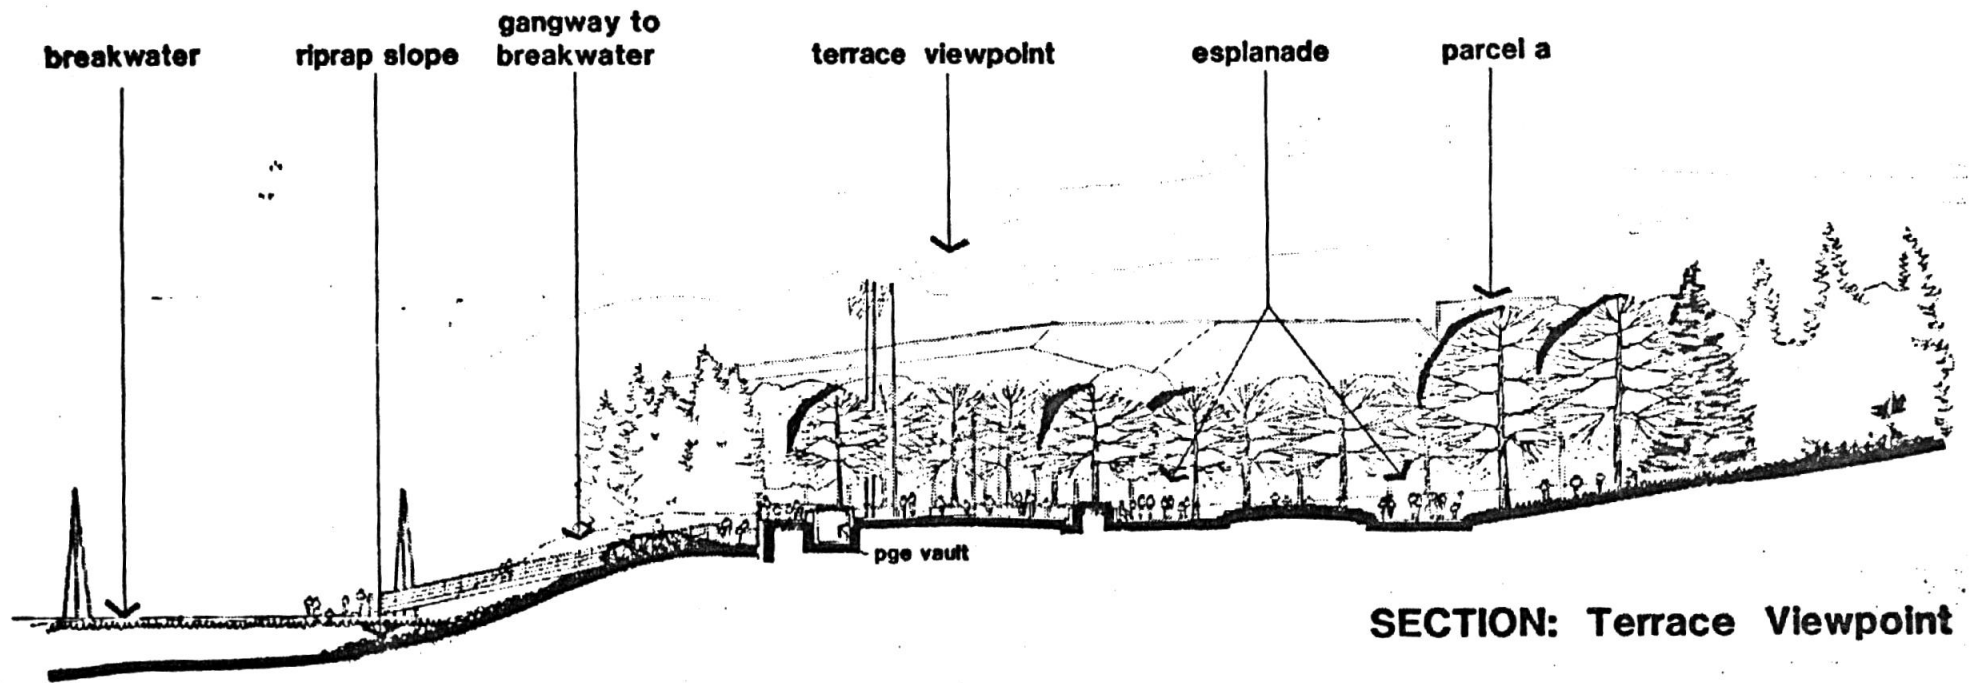 breakwater
riprap slope
gangway to
breakwater
terrace viewpoint
esplanade
parcel a
pge vault
SECTION: Terrace Viewpoint